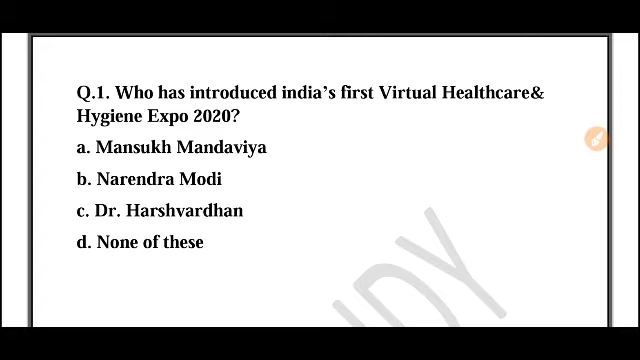 Q.1. Who has introduced india's first Virtual Healthcare&
Hygiene Expo 2020?
a. Mansukh Mandaviya
b. Narendra Modi
c. Dr. Harshvardhan
d. None of these